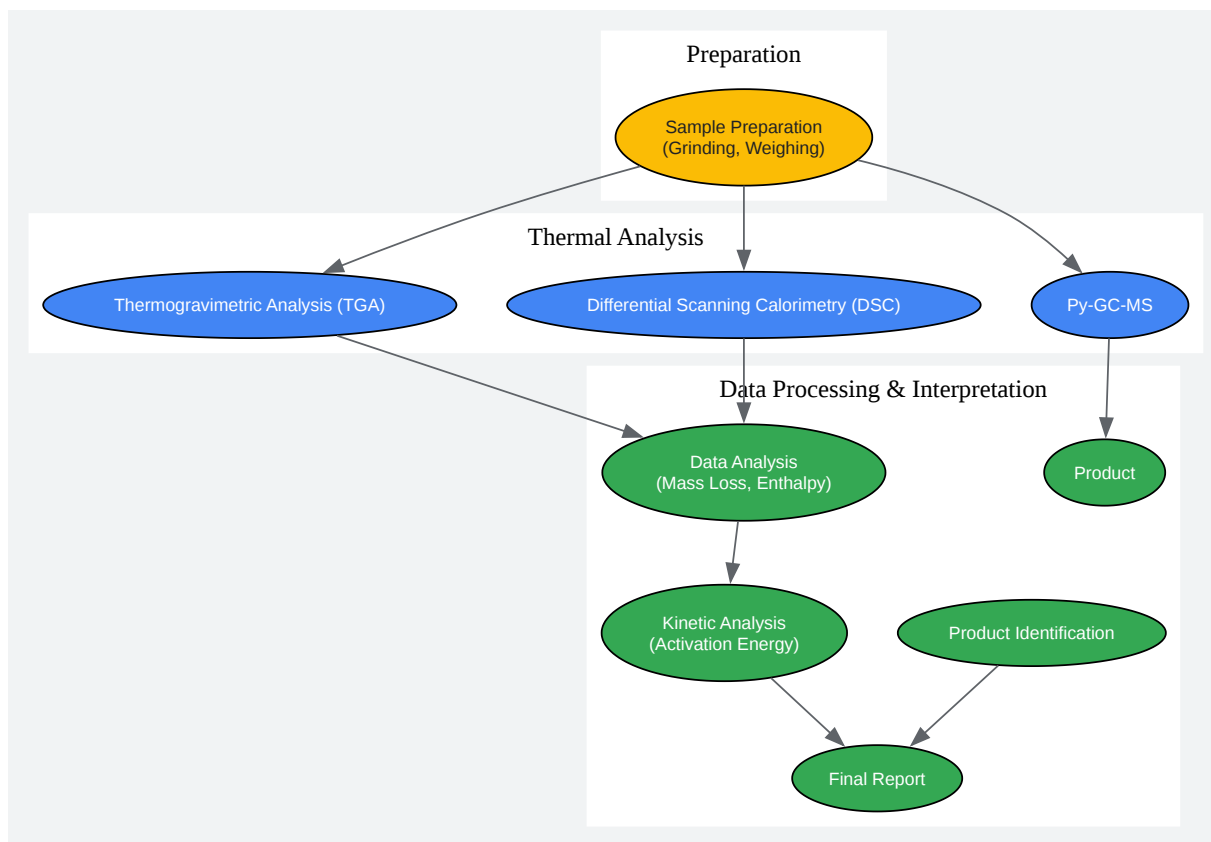 Preparation
Sample Preparation
(Grinding, Weighing)
Thermal Analysis
Thermogravimetric Analysis (TGA)
Differential Scanning Calorimetry (DSC)
Py-GC-MS
Data Processing & Interpretation
Data Analysis
(Mass Loss, Enthalpy)
Product
Kinetic Analysis
(Activation Energy)
Product Identification
Final Report